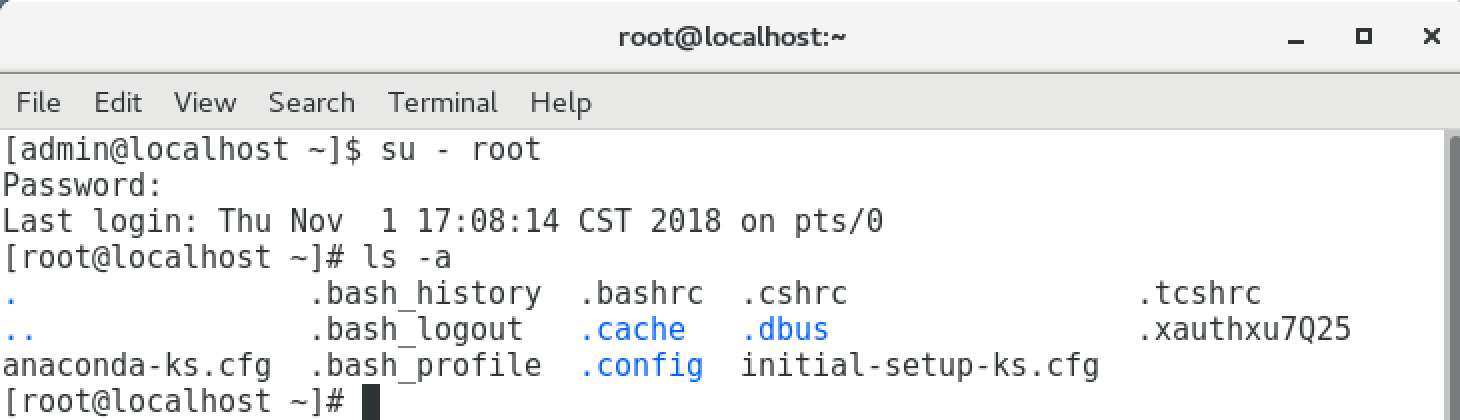 root@localhost:~
File Edit View Search Terminal Help
[admin@localhost ~]$ su - root
Password:
Last login: Thu Nov  1 17:08:14 CST 2018 on pts/0
[root@localhost ~]# ls -a
.                .bash_history  .bashrc  .cshrc                .tcshrc
..               .bash_logout   .cache   .dbus                 .xauthxu7Q25
anaconda-ks.cfg  .bash_profile  .config  initial-setup-ks.cfg
[root@localhost ~]#